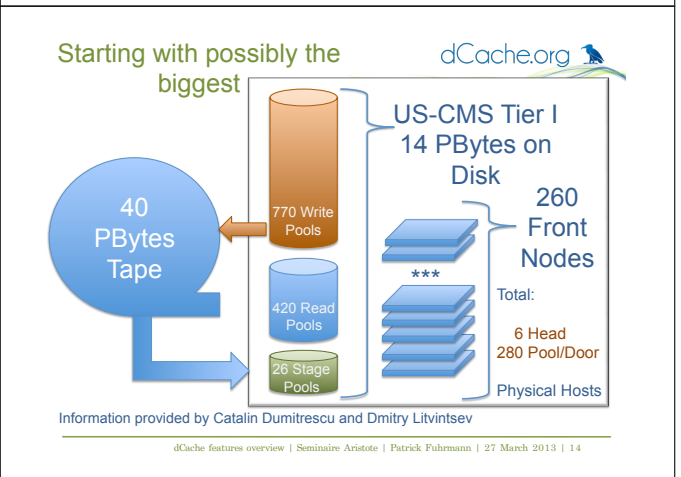 Starting with possibly the
biggest
dCache.org
US-CMS Tier I
14 PBytes on
Disk
40
PBytes
Tape
770 Write
Pools
420 Read
Pools
26 Stage
Pools
260
Front
Nodes
***
Total:
6 Head
280 Pool/Door
Physical Hosts
Information provided by Catalin Dumitrescu and Dmitry Litvintsev
dCache features overview | Seminaire Aristote | Patrick Fuhrmann | 27 March 2013 | 14